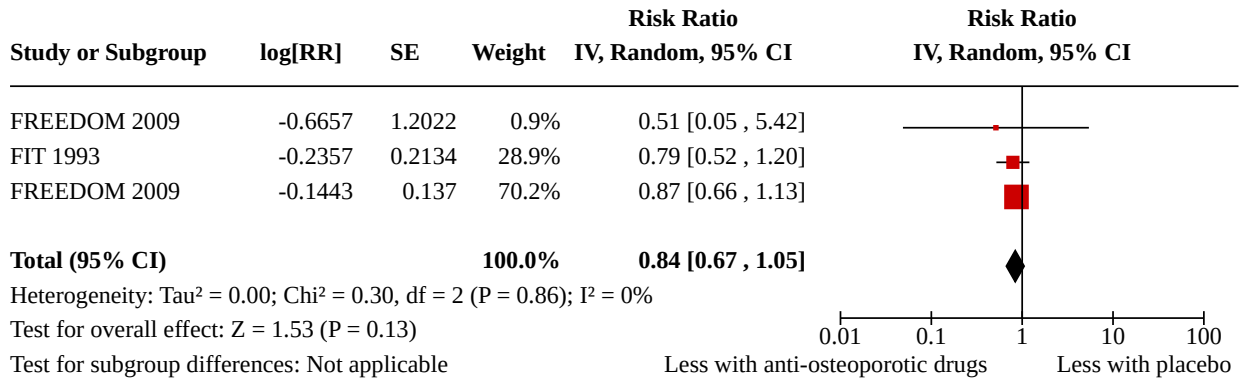 Risk Ratio Risk Ratio
Study or Subgroup log[RR] SE Weight IV, Random, 95% CI IV, Random, 95% CI
FREEDOM 2009 -0.6657 1.2022 0.9% 0.51 [0.05 , 5.42]
FIT 1993 -0.2357 0.2134 28.9% 0.79 [0.52 , 1.20]
FREEDOM 2009 -0.1443 0.137 70.2% 0.87 [0.66 , 1.13]
Total (95% CI) 100.0% 0.84 [0.67 , 1.05]
Heterogeneity: Tau² = 0.00; Chi² = 0.30, df = 2 (P = 0.86); I² = 0%
Test for overall effect: Z = 1.53 (P = 0.13) 0.01 0.1 1 10 100
Test for subgroup differences: Not applicable Less with anti-osteoporotic drugs Less with placebo